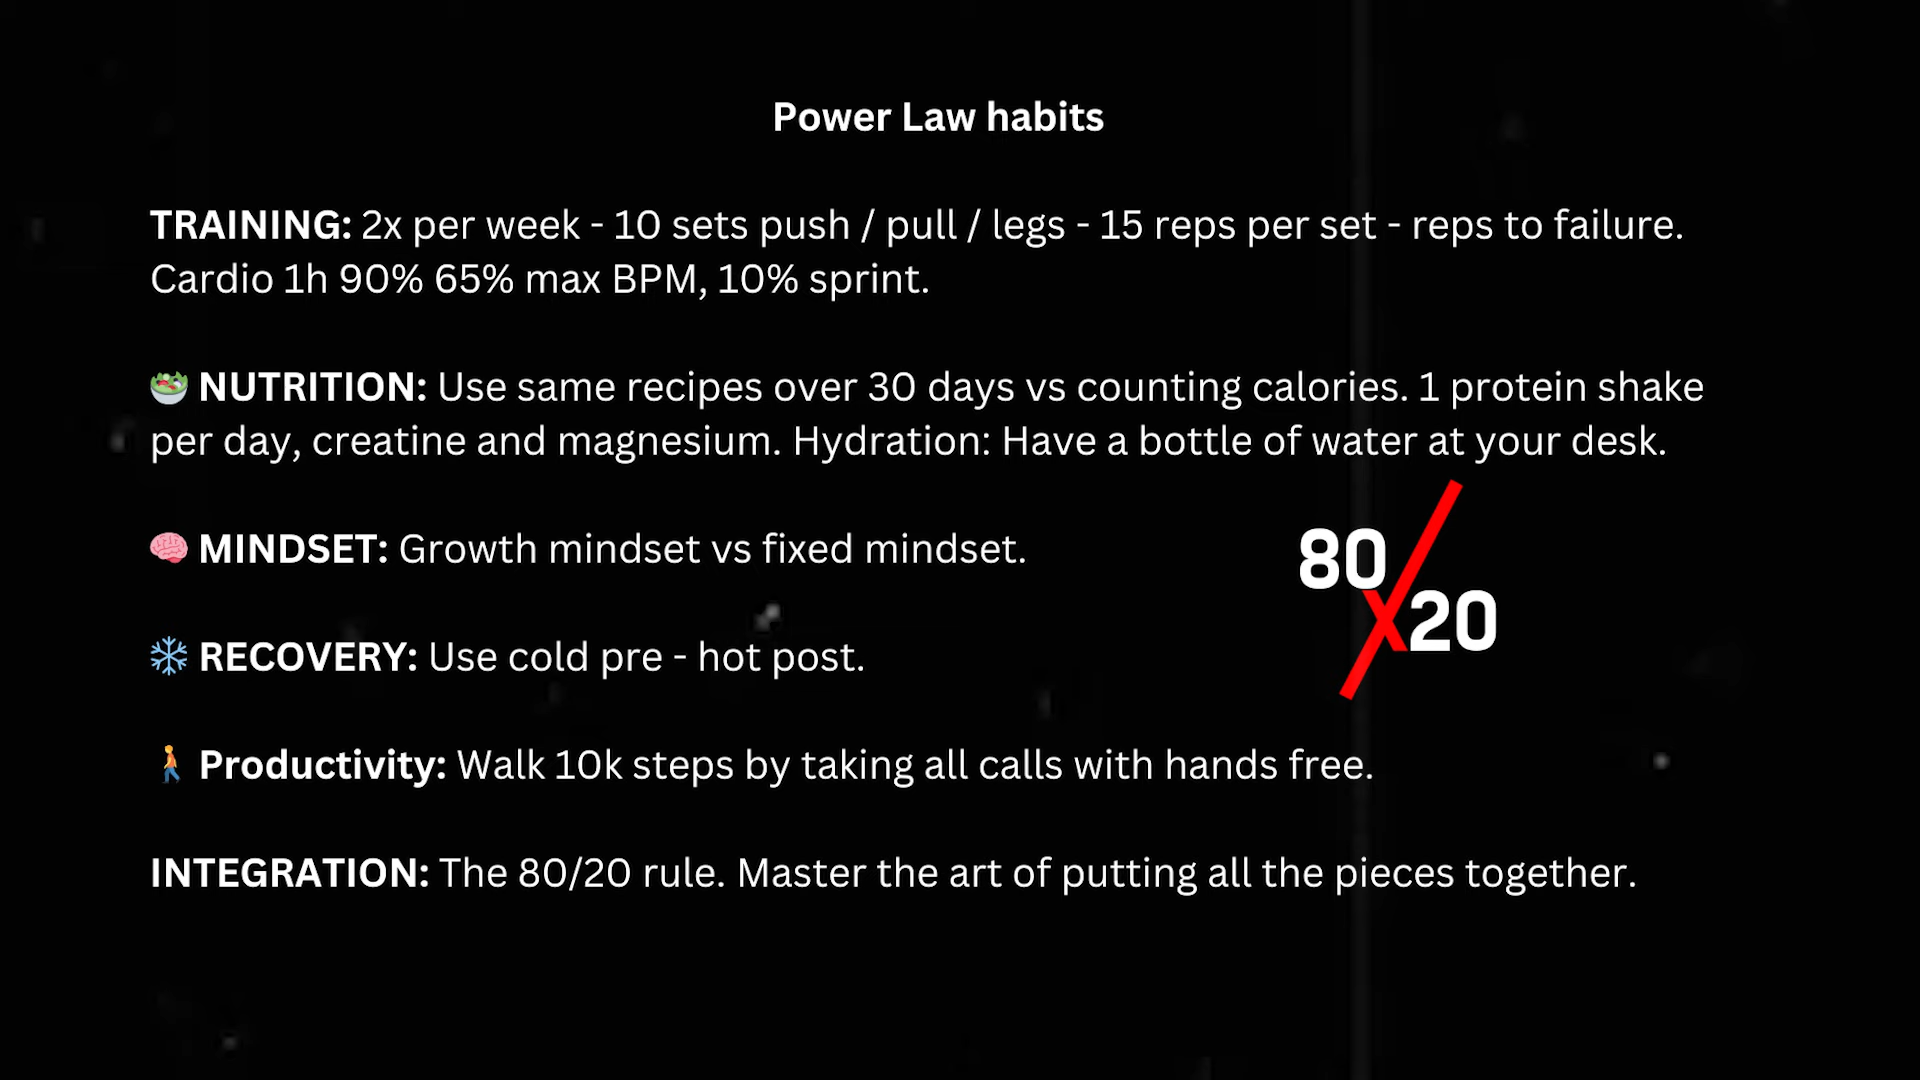 Power Law habits
TRAINING: 2x per week - 10 sets push / pull / legs - 15 reps per set - reps to failure.
Cardio 1h 90% 65% max BPM, 10% sprint.
🥗 NUTRITION: Use same recipes over 30 days vs counting calories. 1 protein shake
per day, creatine and magnesium. Hydration: Have a bottle of water at your desk.
🧠 MINDSET: Growth mindset vs fixed mindset.
80/20
❄️ RECOVERY: Use cold pre - hot post.
🚶 Productivity: Walk 10k steps by taking all calls with hands free.
INTEGRATION: The 80/20 rule. Master the art of putting all the pieces together.